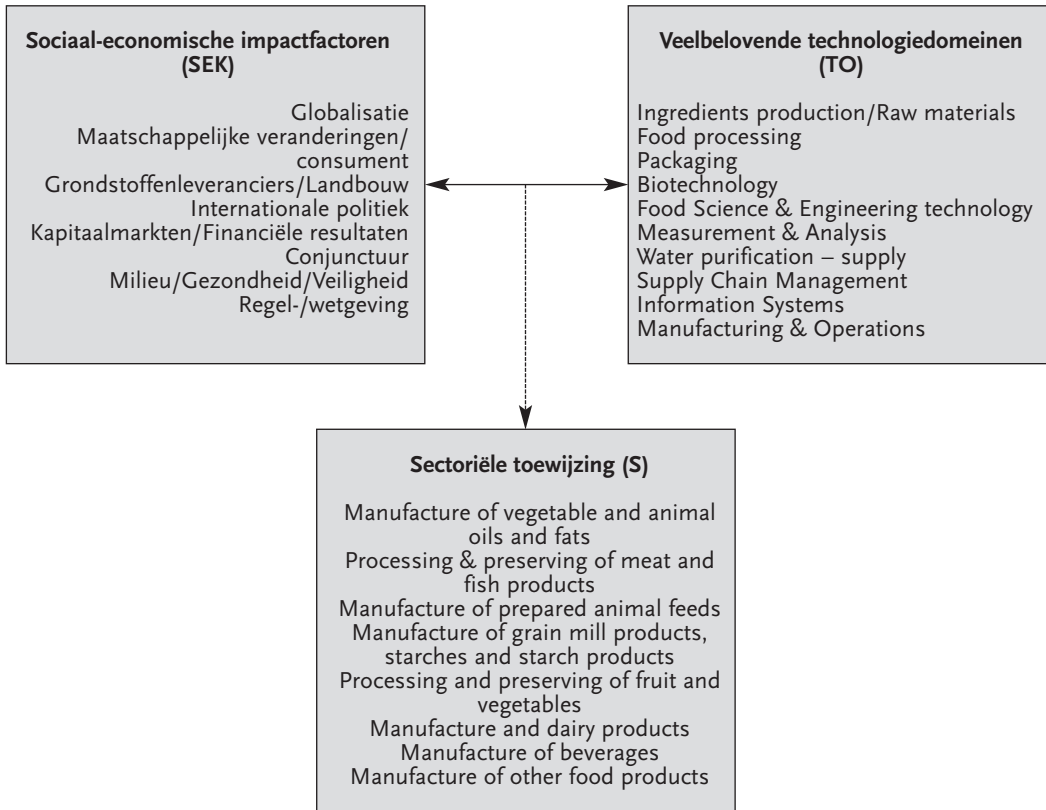 Sociaal-economische impactfactoren
(SEK)
Globalisatie
Maatschappelijke veranderingen/
consument
Grondstoffenleveranciers/Landbouw
Internationale politiek
Kapitaalmarkten/Financiële resultaten
Conjunctuur
Milieu/Gezondheid/Veiligheid
Regel-/wetgeving
Veelbelovende technologiedomeinen
(TO)
Ingredients production/Raw materials
Food processing
Packaging
Biotechnology
Food Science & Engineering technology
Measurement & Analysis
Water purification – supply
Supply Chain Management
Information Systems
Manufacturing & Operations
Sectoriële toewijzing (S)
Manufacture of vegetable and animal
oils and fats
Processing & preserving of meat and
fish products
Manufacture of prepared animal feeds
Manufacture of grain mill products,
starches and starch products
Processing and preserving of fruit and
vegetables
Manufacture and dairy products
Manufacture of beverages
Manufacture of other food products